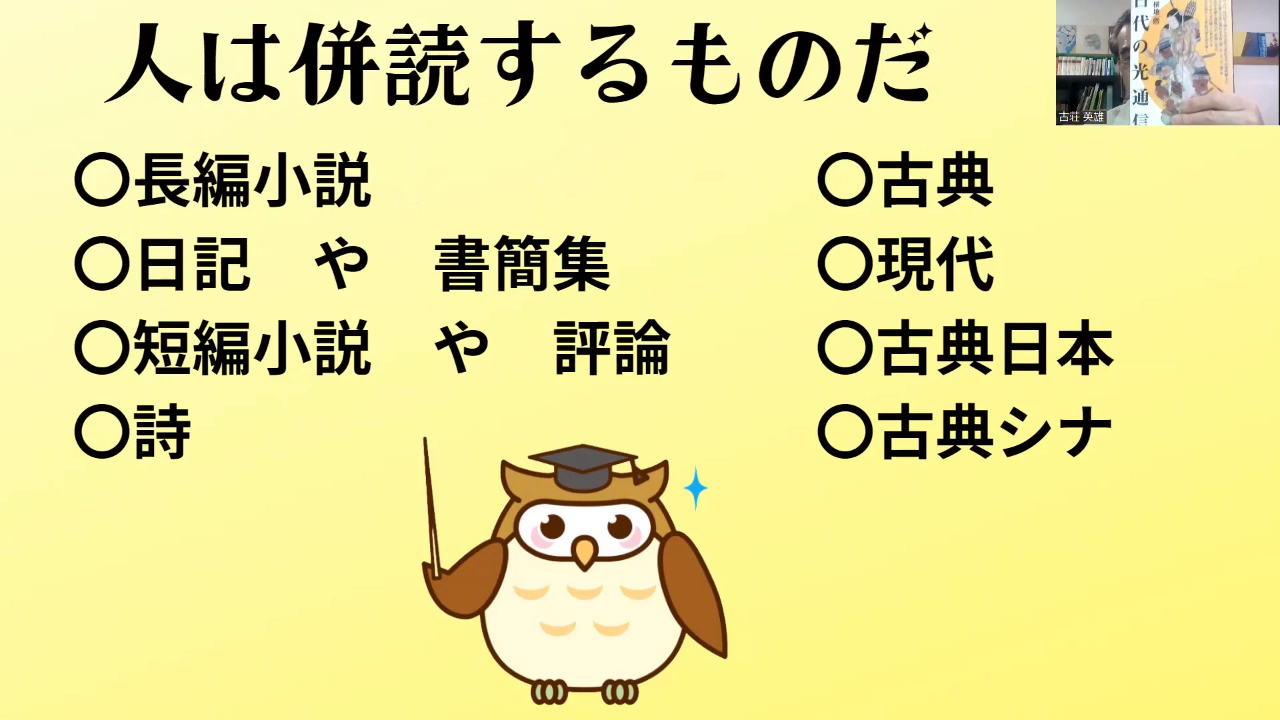 人は併読するものだ
〇長編小説
〇日記　や　書簡集
〇短編小説　や　評論
〇詩
〇古典
〇現代
〇古典日本
〇古典シナ
古代の光通信
古荘 英雄